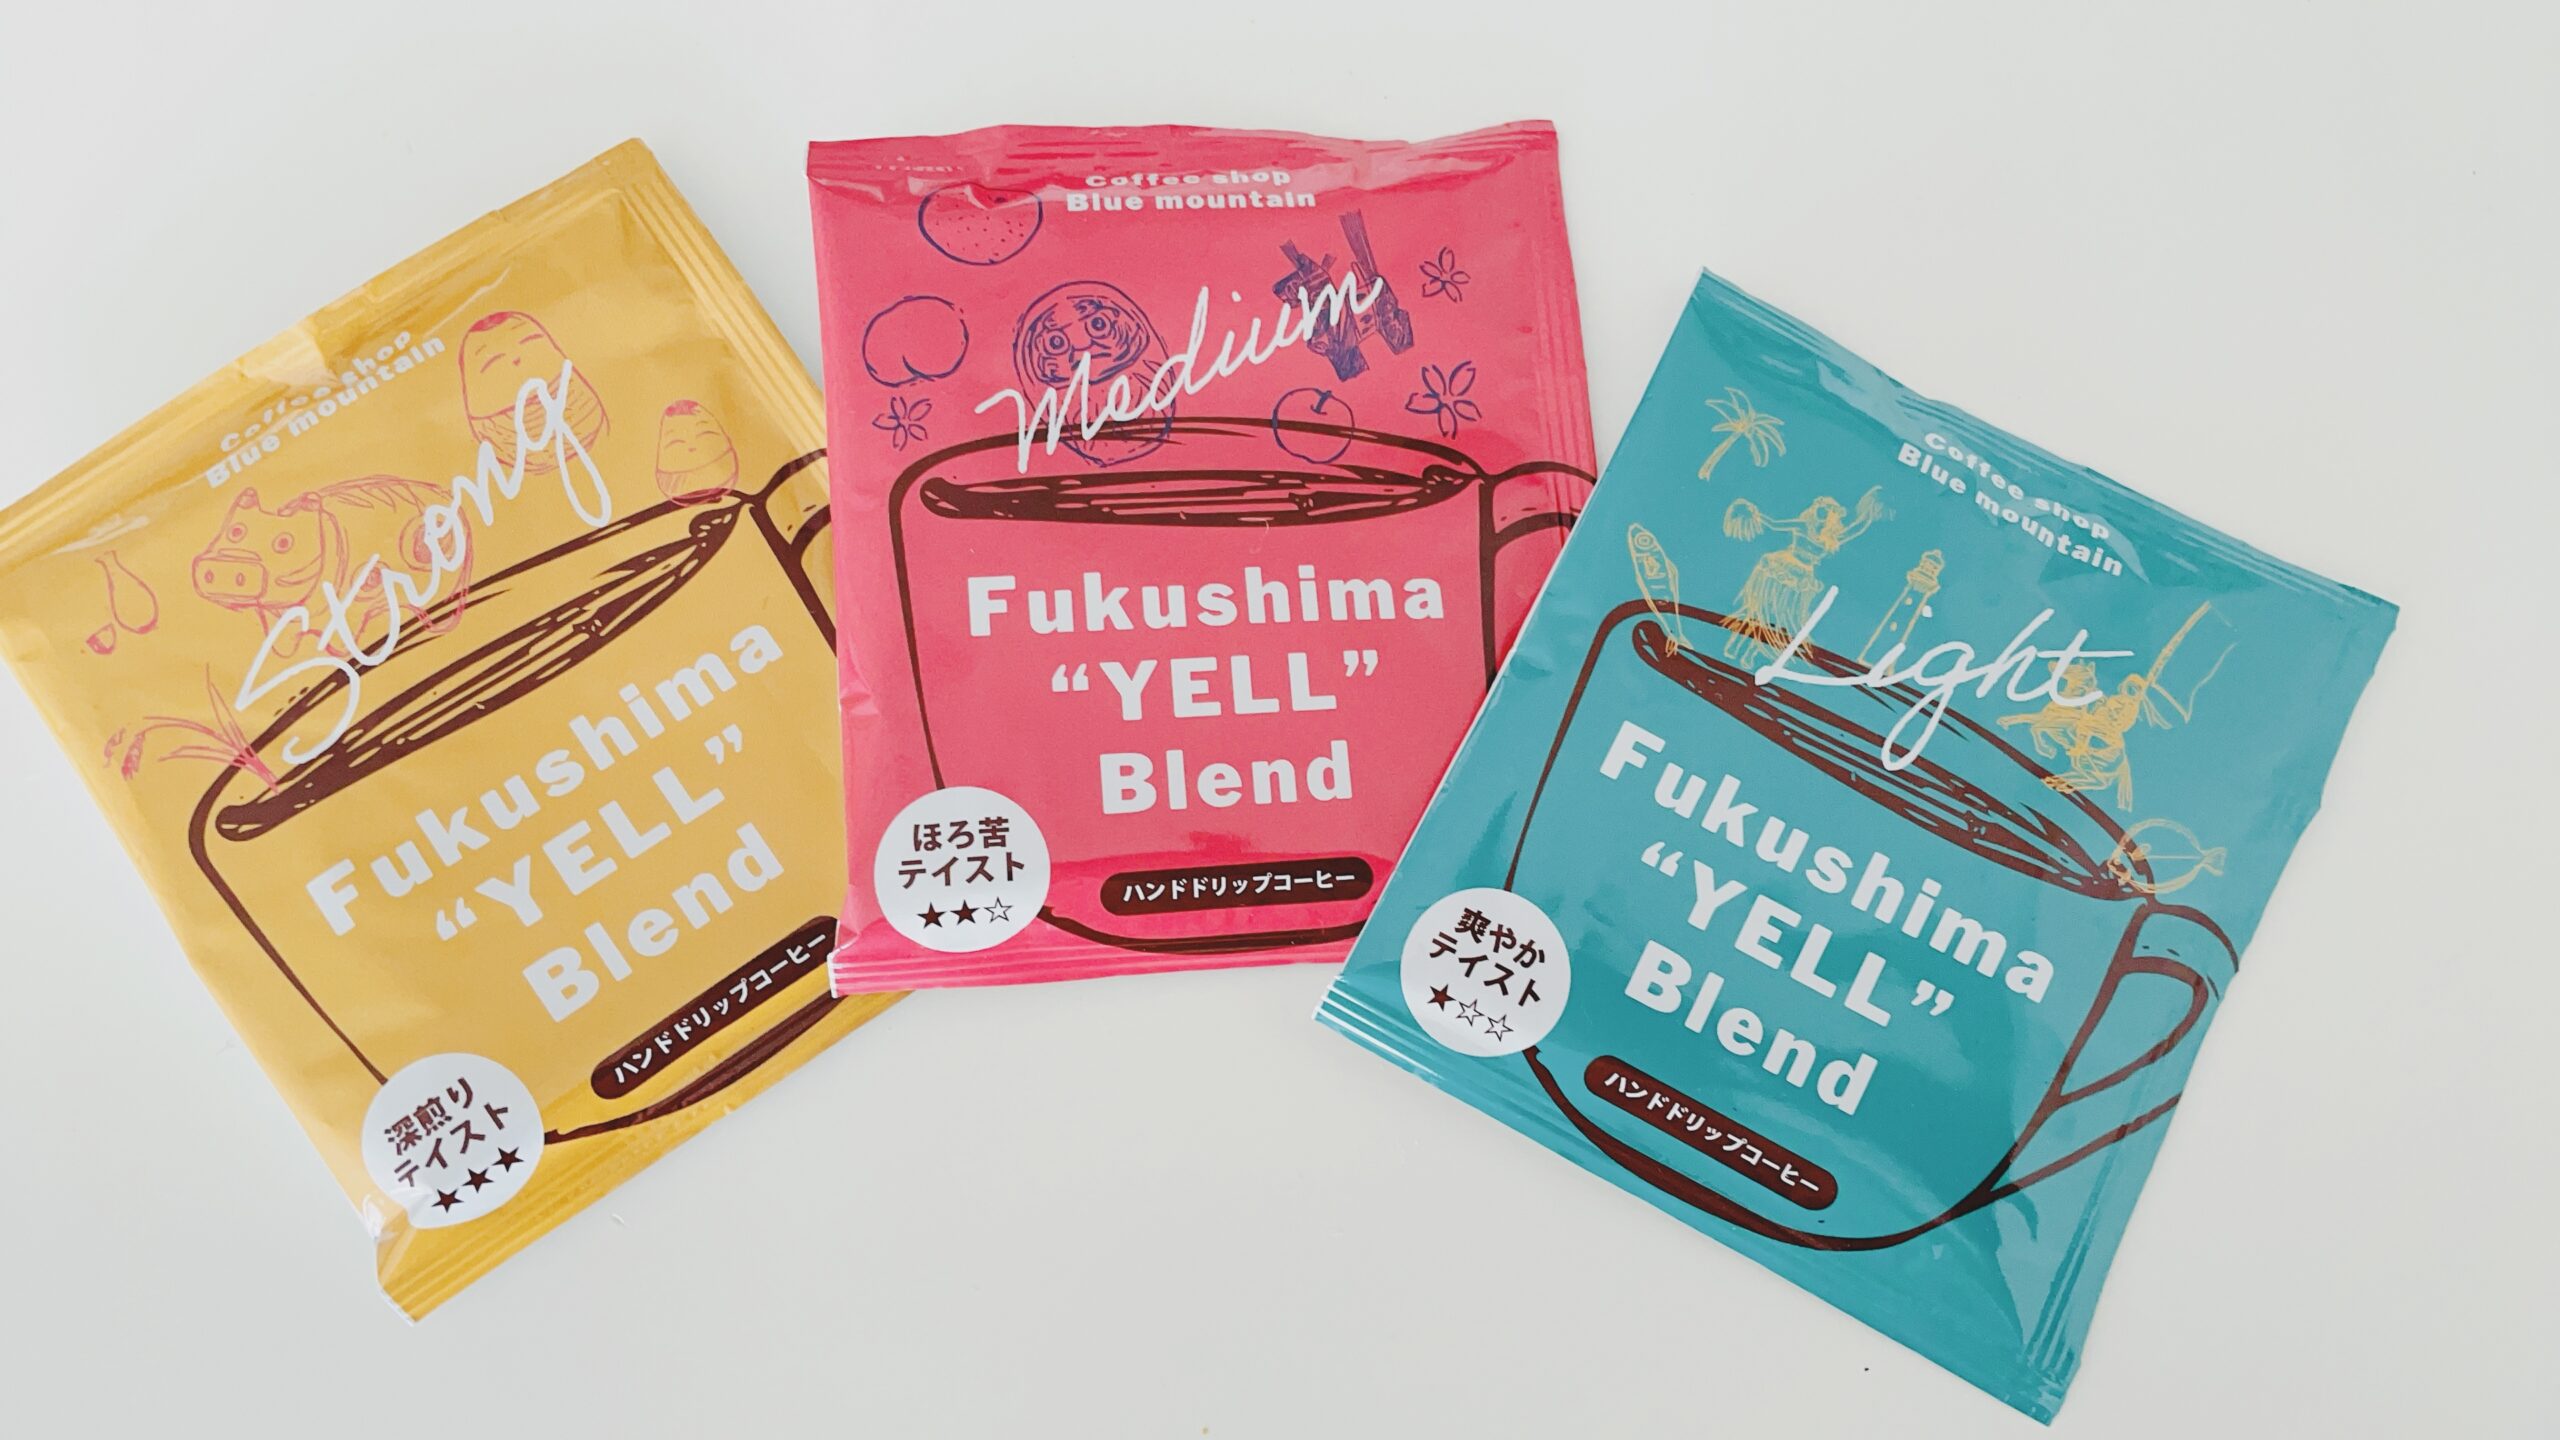 Coffee shop
Blue mountain
Strong
Fukushima
“YELL”
Blend
ハンドドリップコーヒー
深煎り
テイスト
★★★
Coffee shop
Blue mountain
Medium
Fukushima
“YELL”
Blend
ほろ苦
テイスト
★★☆
ハンドドリップコーヒー
Coffee shop
Blue mountain
Light
Fukushima
“YELL”
Blend
爽やか
テイスト
★☆☆
ハンドドリップコーヒー